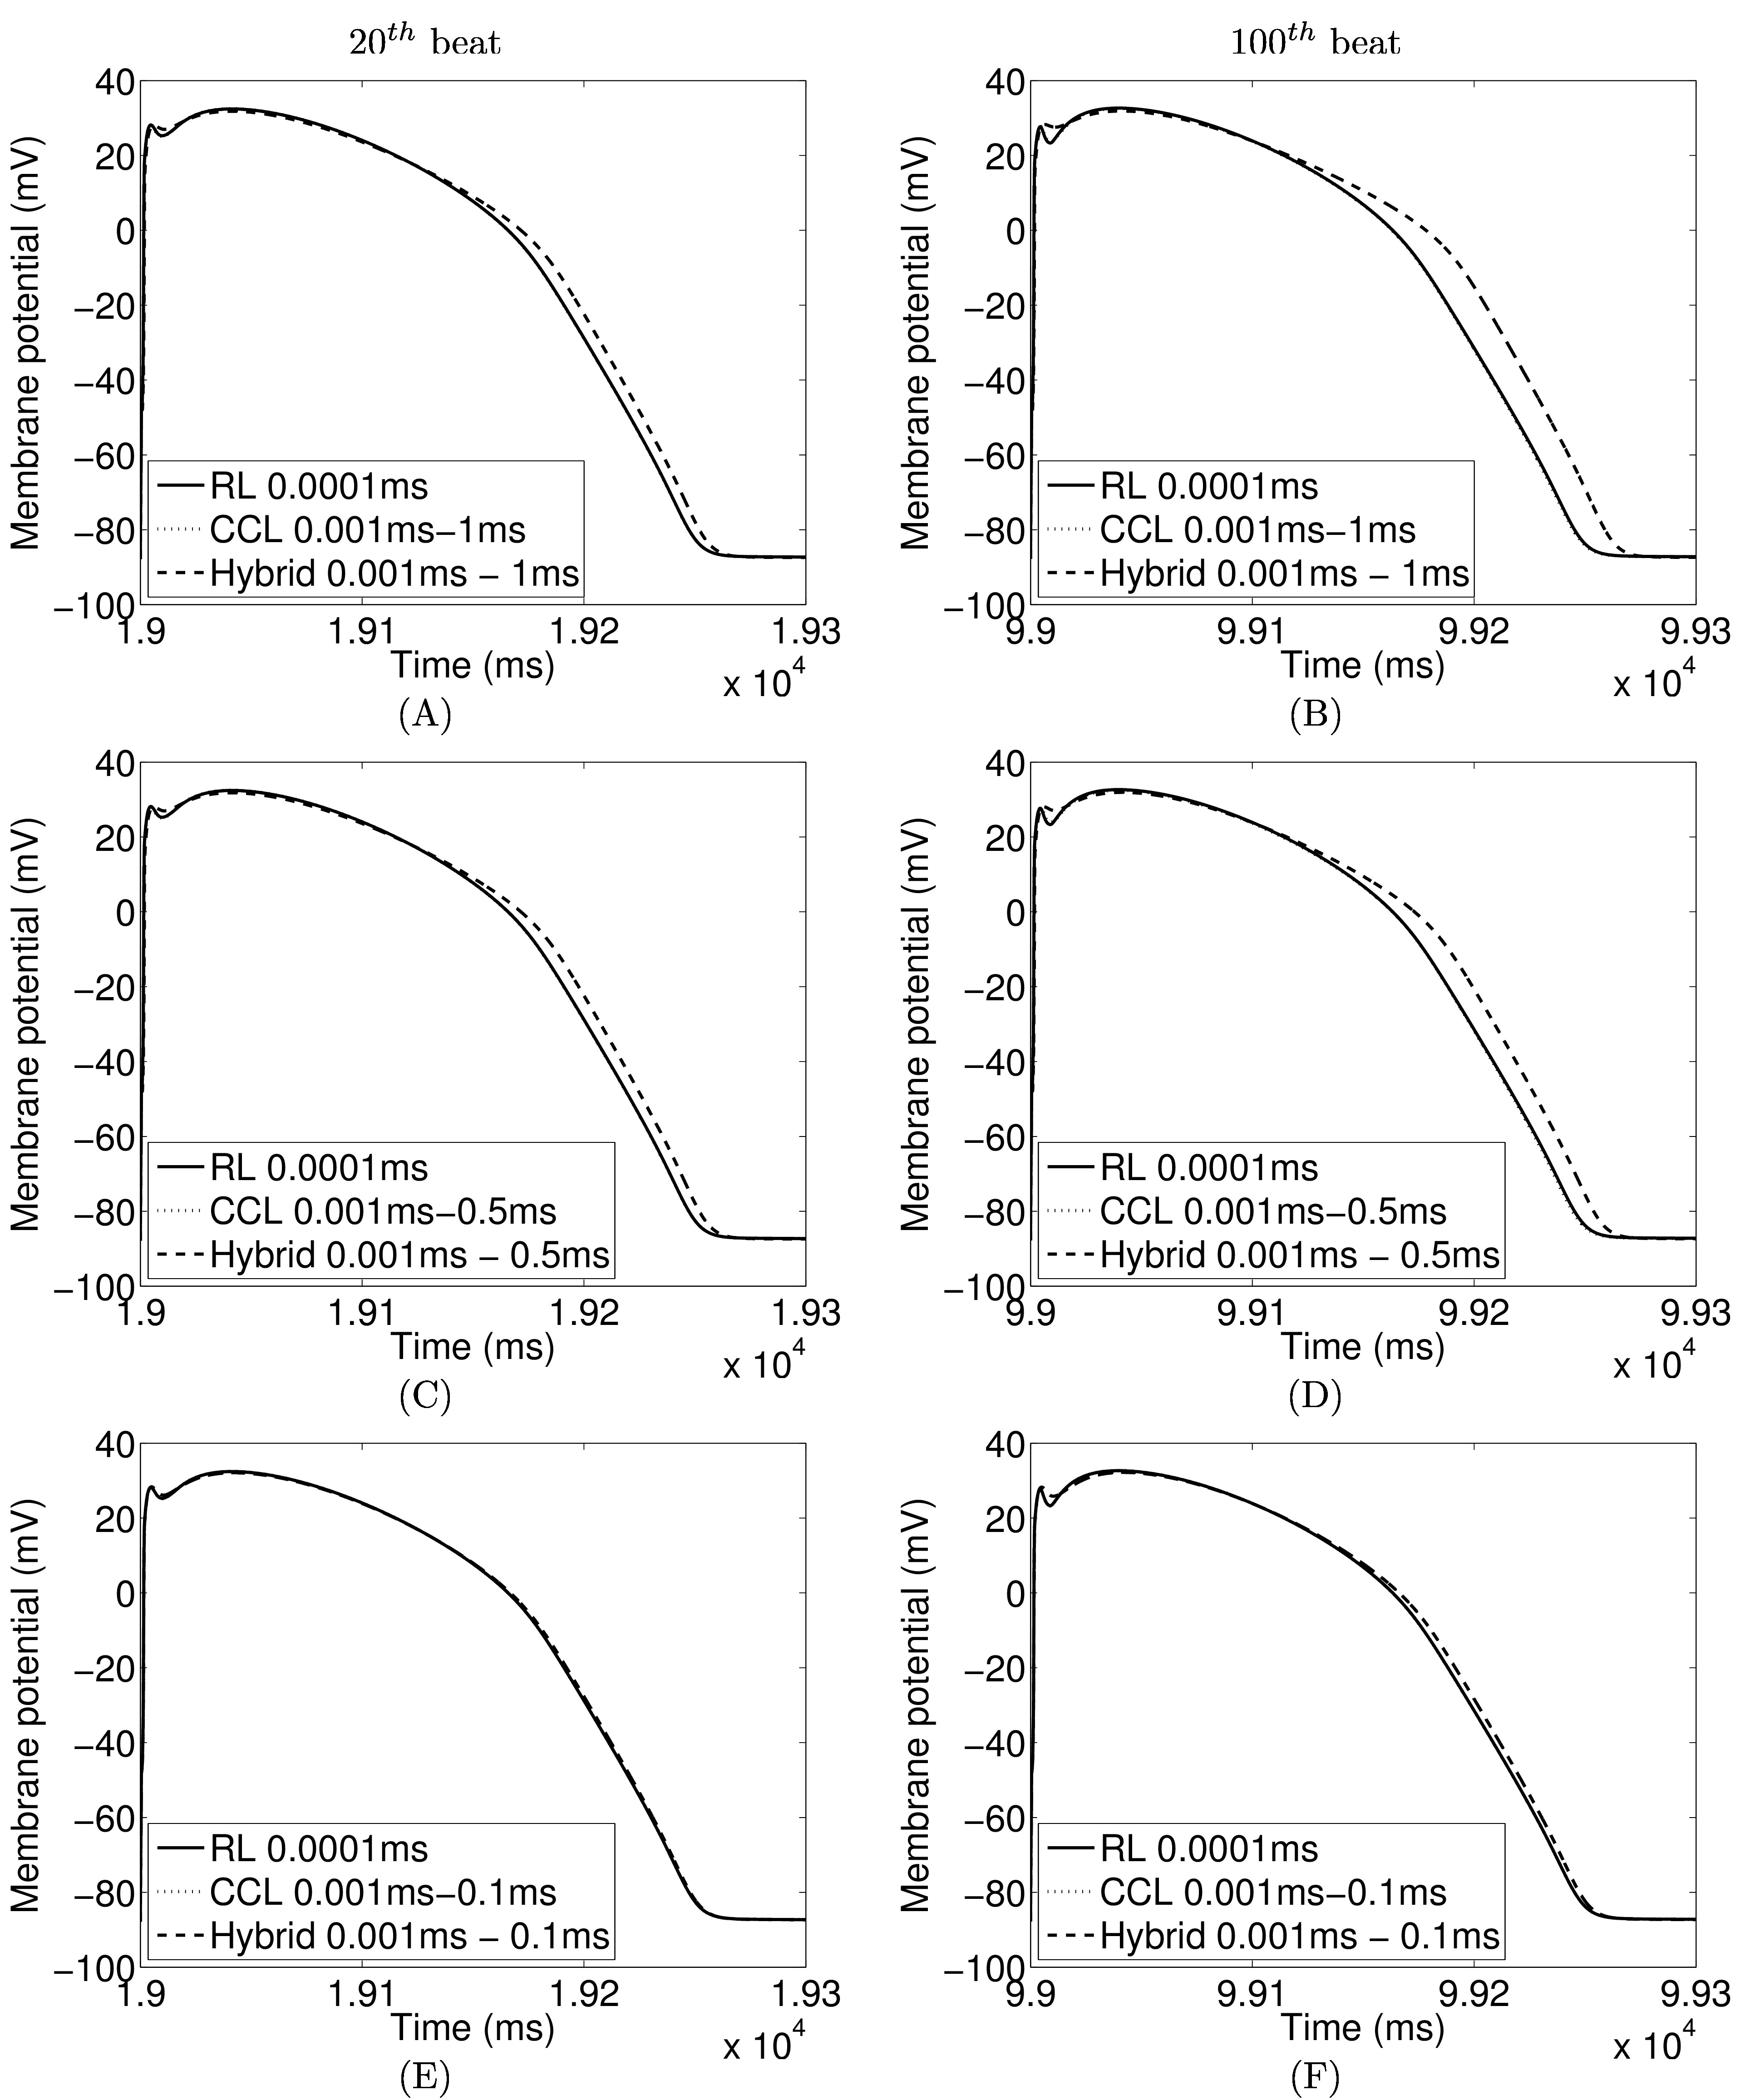 20th beat
100th beat
Membrane potential (mV)
40
20
0
−20
−40
−60
−80
−100
RL 0.0001ms
CCL 0.001ms−1ms
Hybrid 0.001ms − 1ms
1.9 1.91 1.92 1.93
Time (ms)
x 10^4
(A)
Membrane potential (mV)
40
20
0
−20
−40
−60
−80
−100
RL 0.0001ms
CCL 0.001ms−1ms
Hybrid 0.001ms − 1ms
9.9 9.91 9.92 9.93
Time (ms)
x 10^4
(B)
Membrane potential (mV)
40
20
0
−20
−40
−60
−80
−100
RL 0.0001ms
CCL 0.001ms−0.5ms
Hybrid 0.001ms − 0.5ms
1.9 1.91 1.92 1.93
Time (ms)
x 10^4
(C)
Membrane potential (mV)
40
20
0
−20
−40
−60
−80
−100
RL 0.0001ms
CCL 0.001ms−0.5ms
Hybrid 0.001ms − 0.5ms
9.9 9.91 9.92 9.93
Time (ms)
x 10^4
(D)
Membrane potential (mV)
40
20
0
−20
−40
−60
−80
−100
RL 0.0001ms
CCL 0.001ms−0.1ms
Hybrid 0.001ms − 0.1ms
1.9 1.91 1.92 1.93
Time (ms)
x 10^4
(E)
Membrane potential (mV)
40
20
0
−20
−40
−60
−80
−100
RL 0.0001ms
CCL 0.001ms−0.1ms
Hybrid 0.001ms − 0.1ms
9.9 9.91 9.92 9.93
Time (ms)
x 10^4
(F)